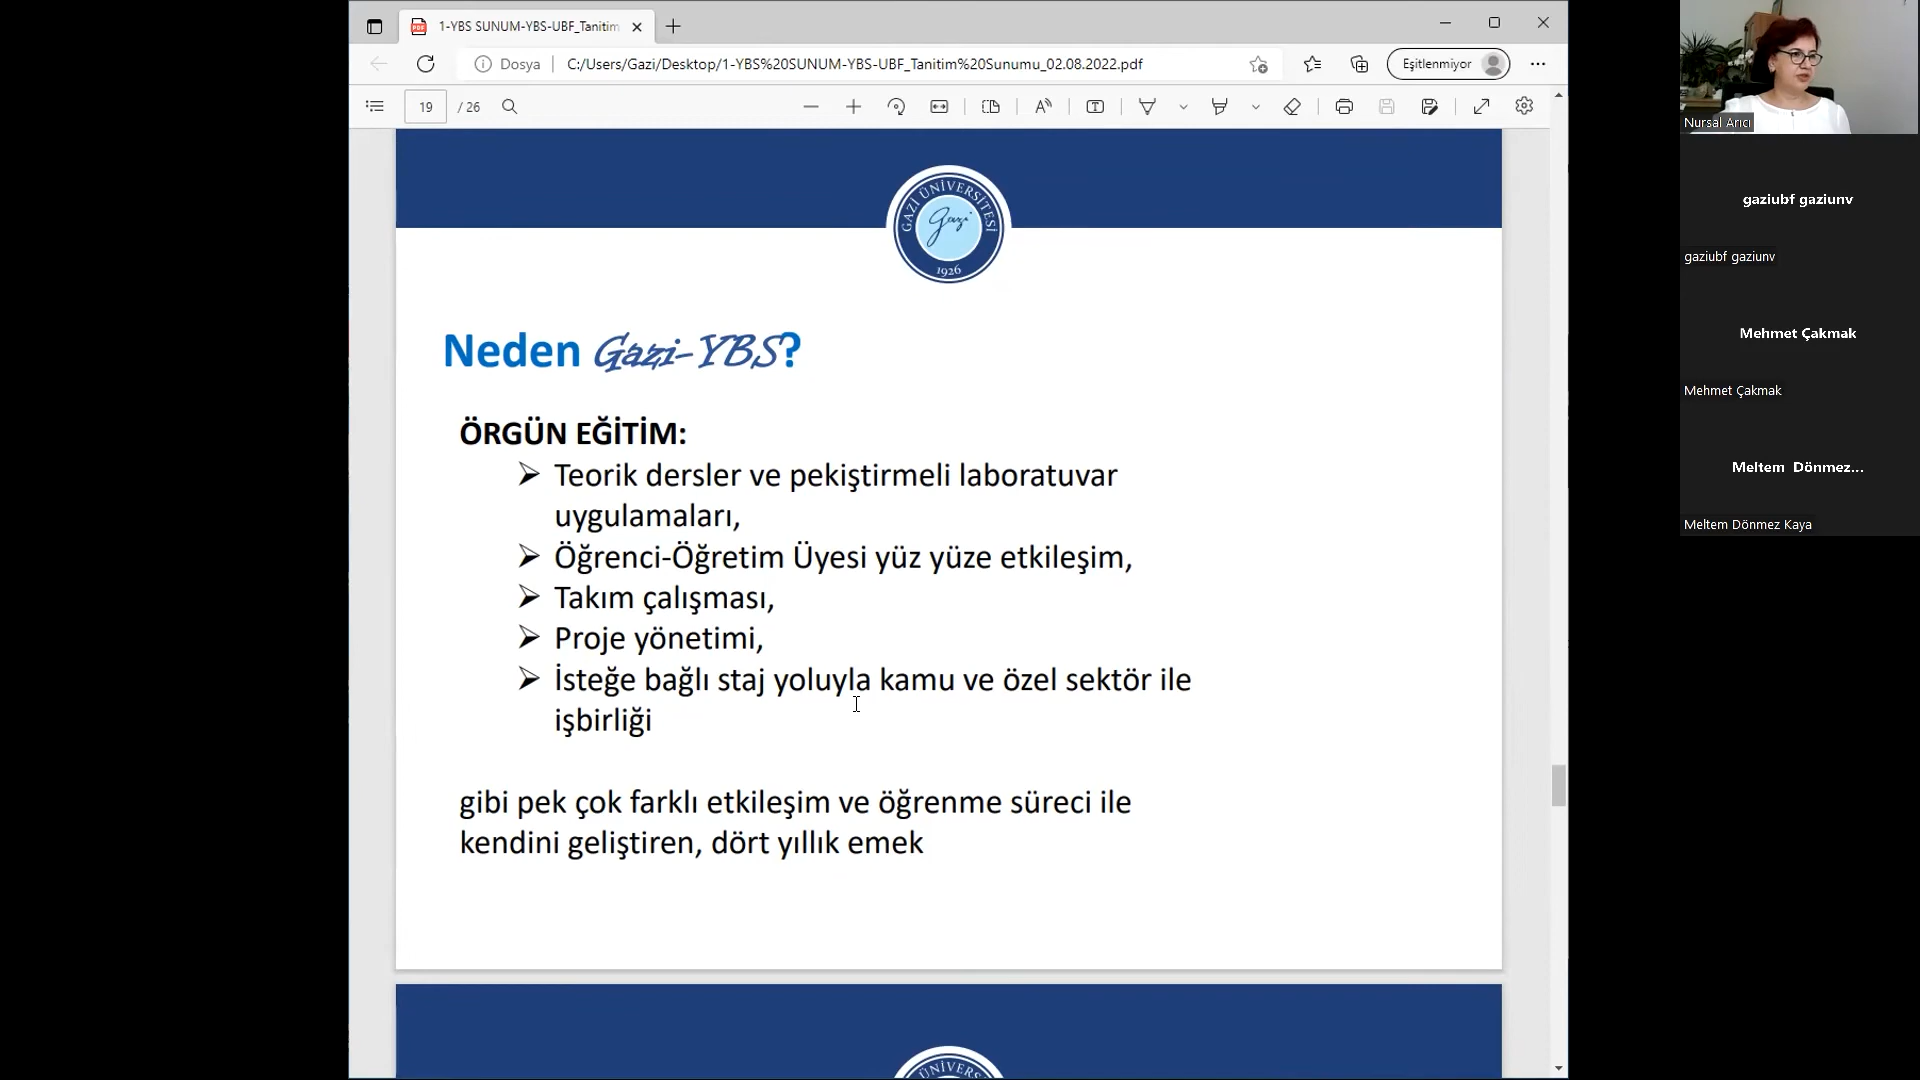 1-YBS SUNUM-YBS-UBF_Tanitim
Dosya
C:/Users/Gazi/Desktop/1-YBS%20SUNUM-YBS-UBF_Tanitim%20Sunumu_02.08.2022.pdf
Eşitlenmiyor
19 / 26
GAZİ ÜNİVERSİTESİ
Gazi
1926
Neden Gazi-YBS?
ÖRGÜN EĞİTİM:
Teorik dersler ve pekiştirmeli laboratuvar
uygulamaları,
Öğrenci-Öğretim Üyesi yüz yüze etkileşim,
Takım çalışması,
Proje yönetimi,
İsteğe bağlı staj yoluyla kamu ve özel sektör ile
işbirliği
gibi pek çok farklı etkileşim ve öğrenme süreci ile
kendini geliştiren, dört yıllık emek
Nursal Arıcı
gaziubf gaziunv
gaziubf gaziunv
Mehmet Çakmak
Mehmet Çakmak
Meltem Dönmez...
Meltem Dönmez Kaya